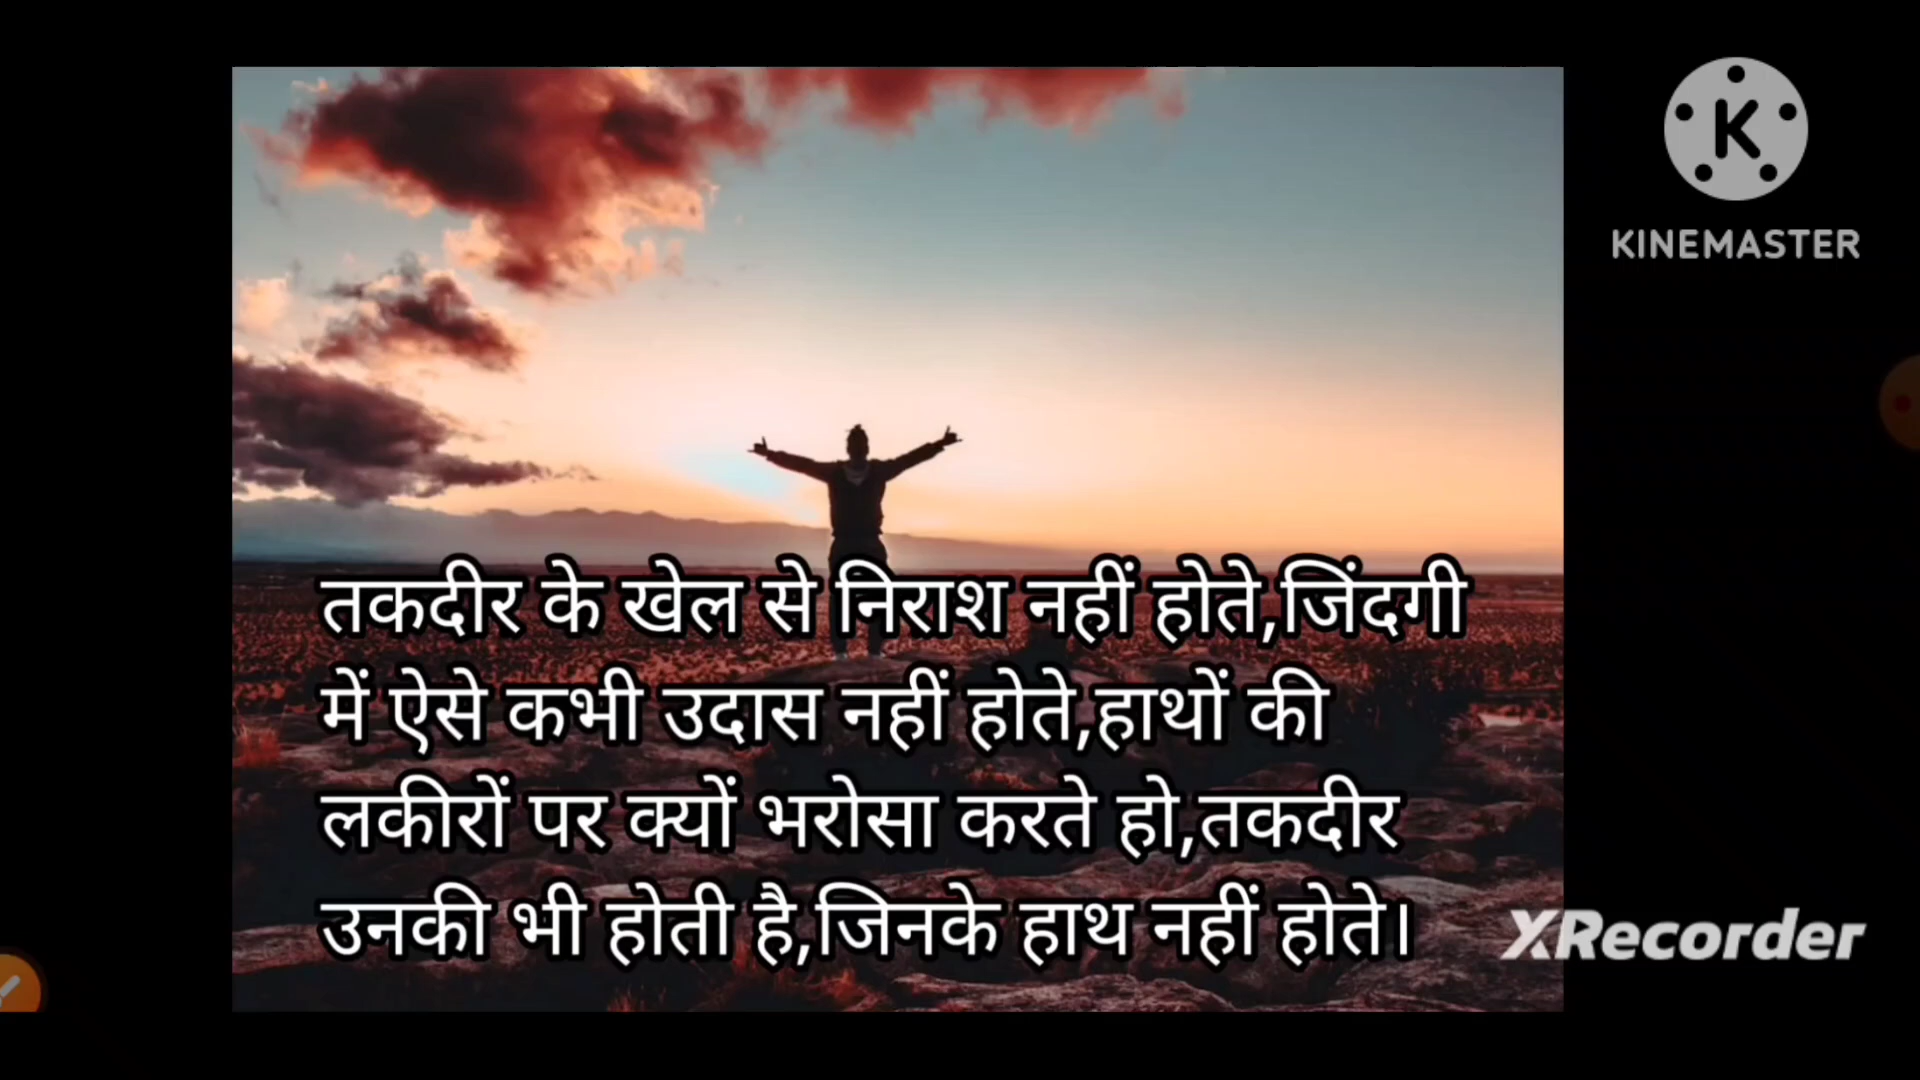 KINEMASTER
तकदीर के खेल से निराश नहीं होते,जिंदगी
में ऐसे कभी उदास नहीं होते,हाथों की
लकीरों पर क्यों भरोसा करते हो,तकदीर
उनकी भी होती है,जिनके हाथ नहीं होते।
XRecorder